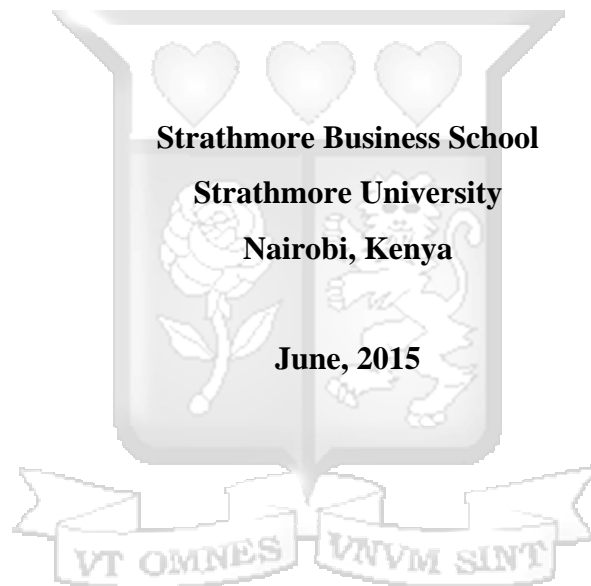 Strathmore Business School
Strathmore University
Nairobi, Kenya
June, 2015
VT OMNES VNVM SINT